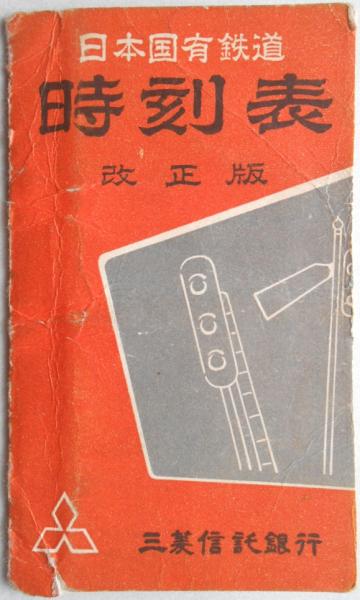 日本国有鉄道
時刻表
改正版
三菱信託銀行